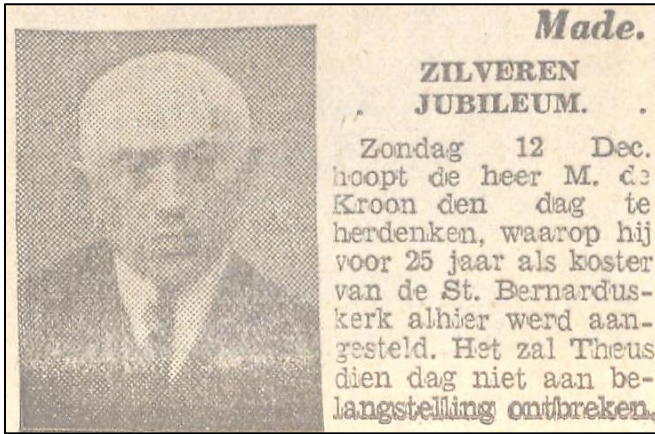 Made.
ZILVEREN
JUBILEUM.
Zondag 12 Dec.
hoopt de heer M. de
Kroon den dag te
herdenken, waarop hij
voor 25 jaar als koster
van de St. Bernardus-
kerk alhier werd aan-
gesteld. Het zal Theus
dien dag niet aan be-
langstelling ontbreken.